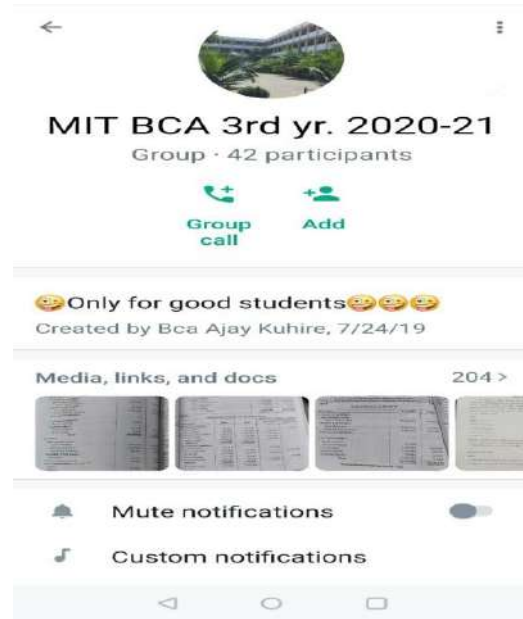 MIT BCA 3rd yr. 2020-21
Group · 42 participants
Group call
Add
🤪Only for good students🤪🤪🤪
Created by Bca Ajay Kuhire, 7/24/19
Media, links, and docs 204 >
Mute notifications
Custom notifications